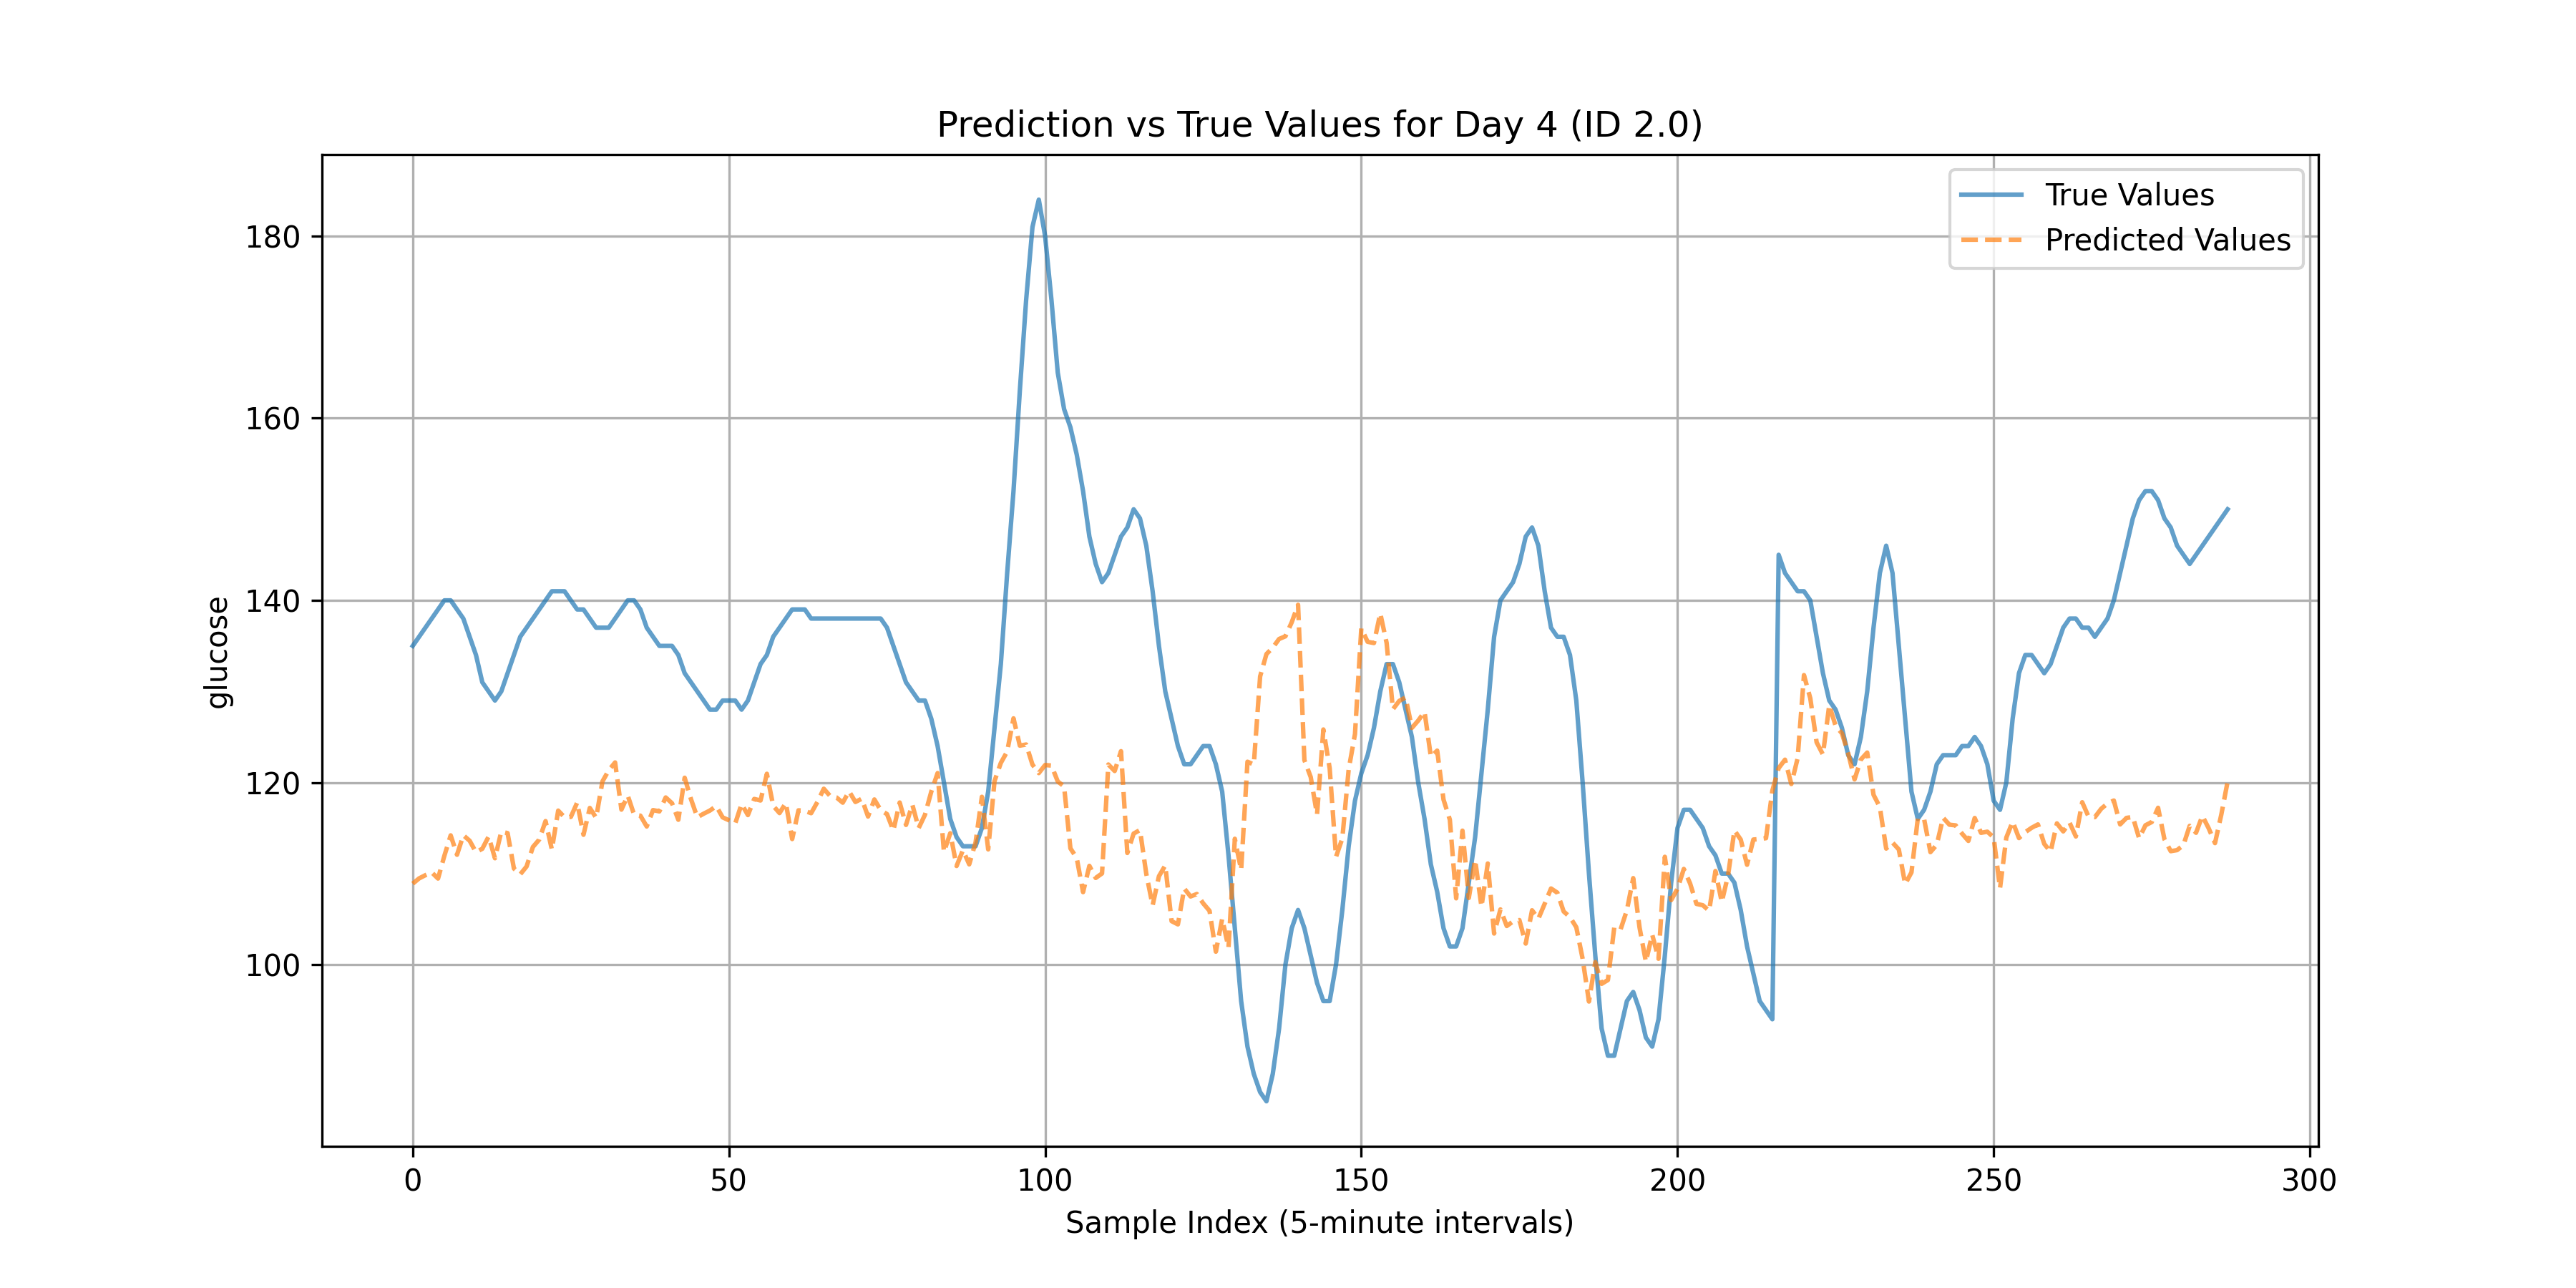 Prediction vs True Values for Day 4 (ID 2.0)
True Values
Predicted Values
180
160
140
120
100
glucose
0 50 100 150 200 250 300
Sample Index (5-minute intervals)